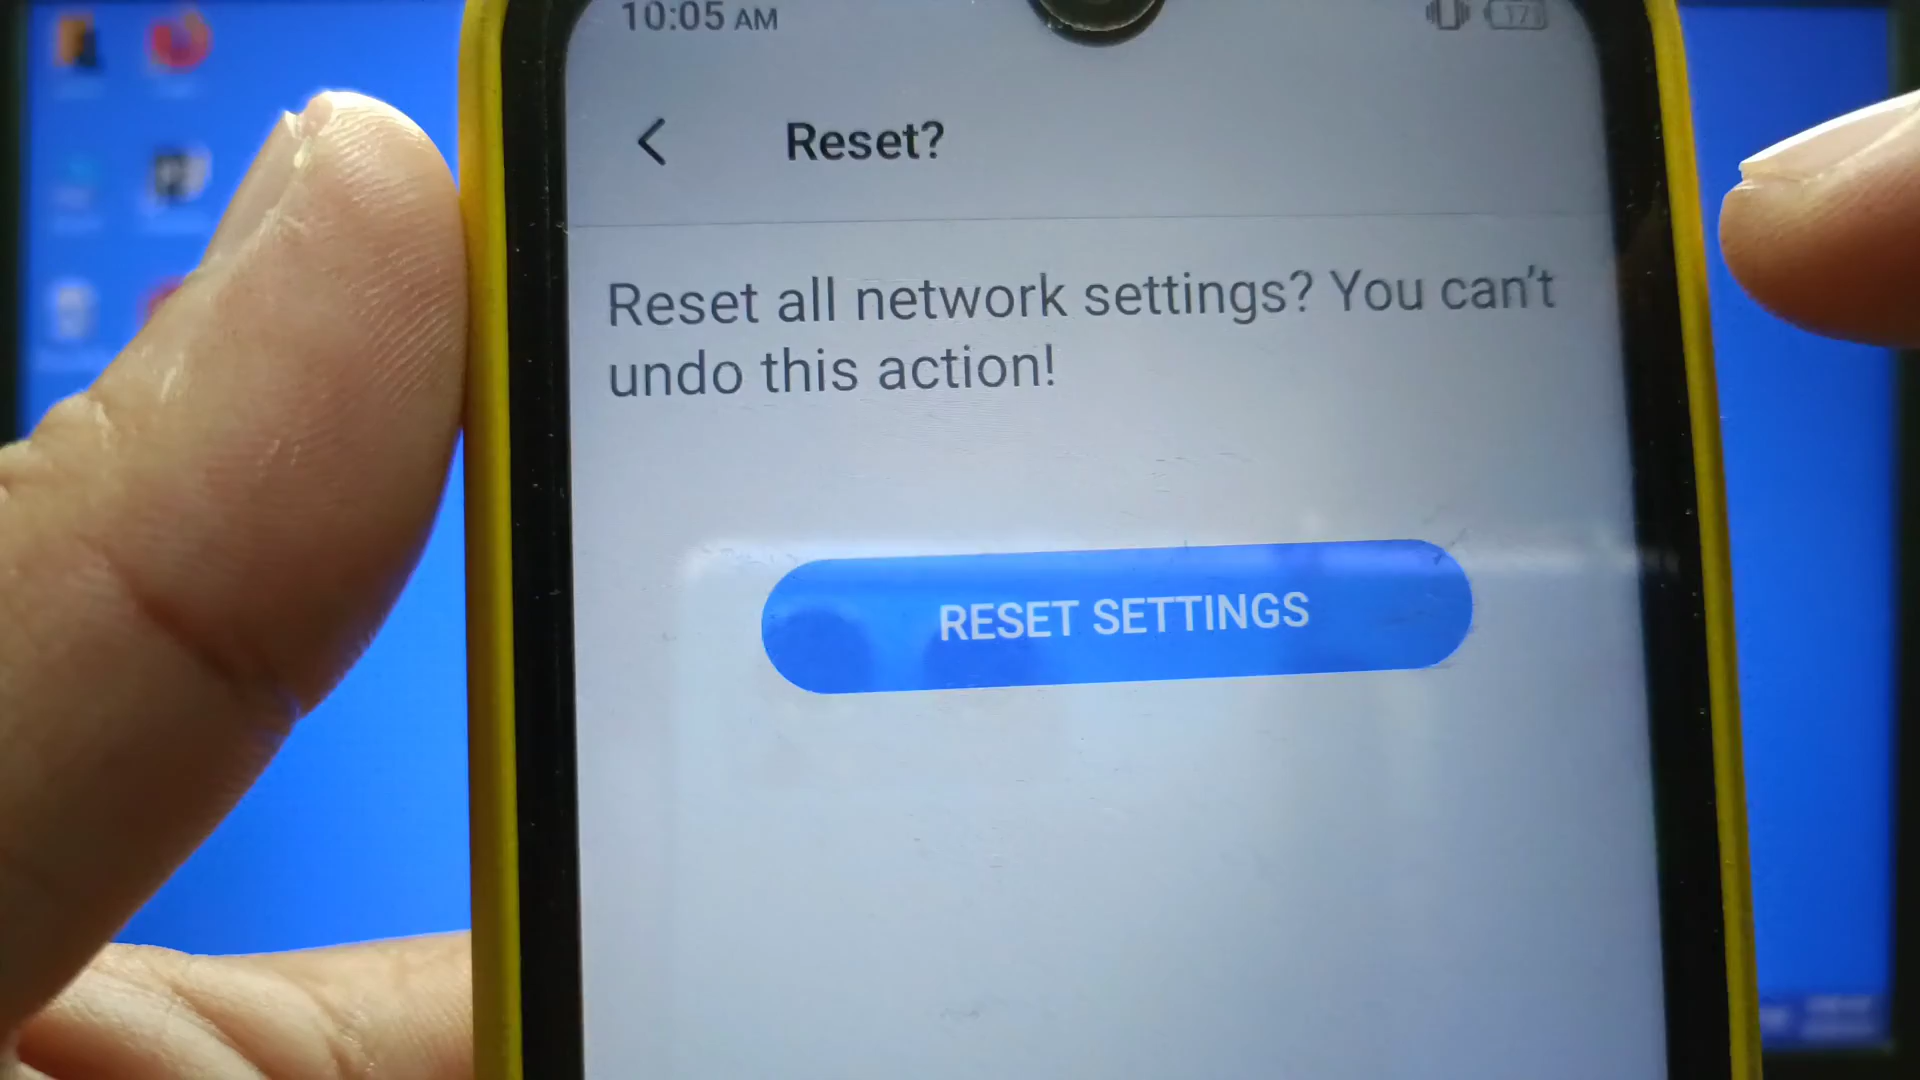 10:05 AM
Reset?
Reset all network settings? You can't
undo this action!
RESET SETTINGS